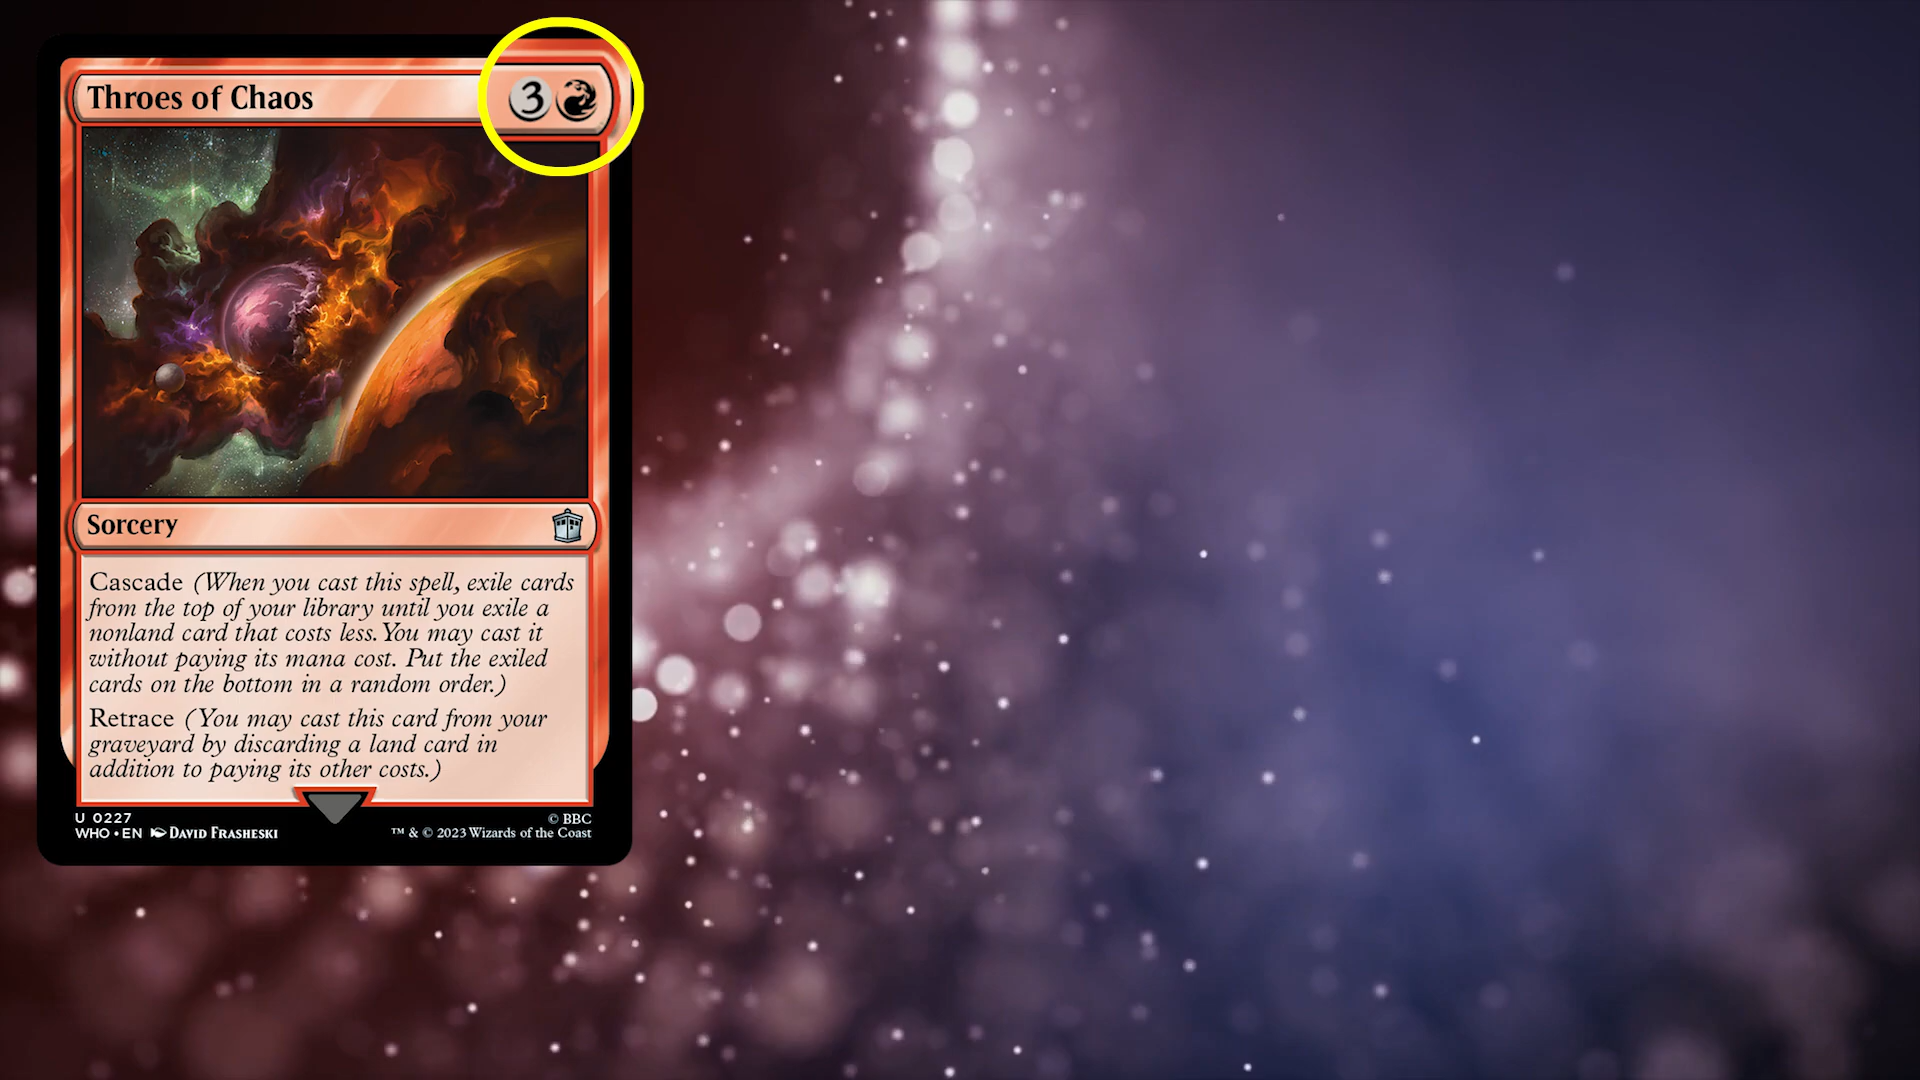 Throes of Chaos 3
Sorcery
Cascade (When you cast this spell, exile cards
from the top of your library until you exile a
nonland card that costs less. You may cast it
without paying its mana cost. Put the exiled
cards on the bottom in a random order.)
Retrace (You may cast this card from your
graveyard by discarding a land card in
addition to paying its other costs.)
U 0227 © BBC
WHO • EN DAVID FRASHESKI ™ & © 2023 Wizards of the Coast